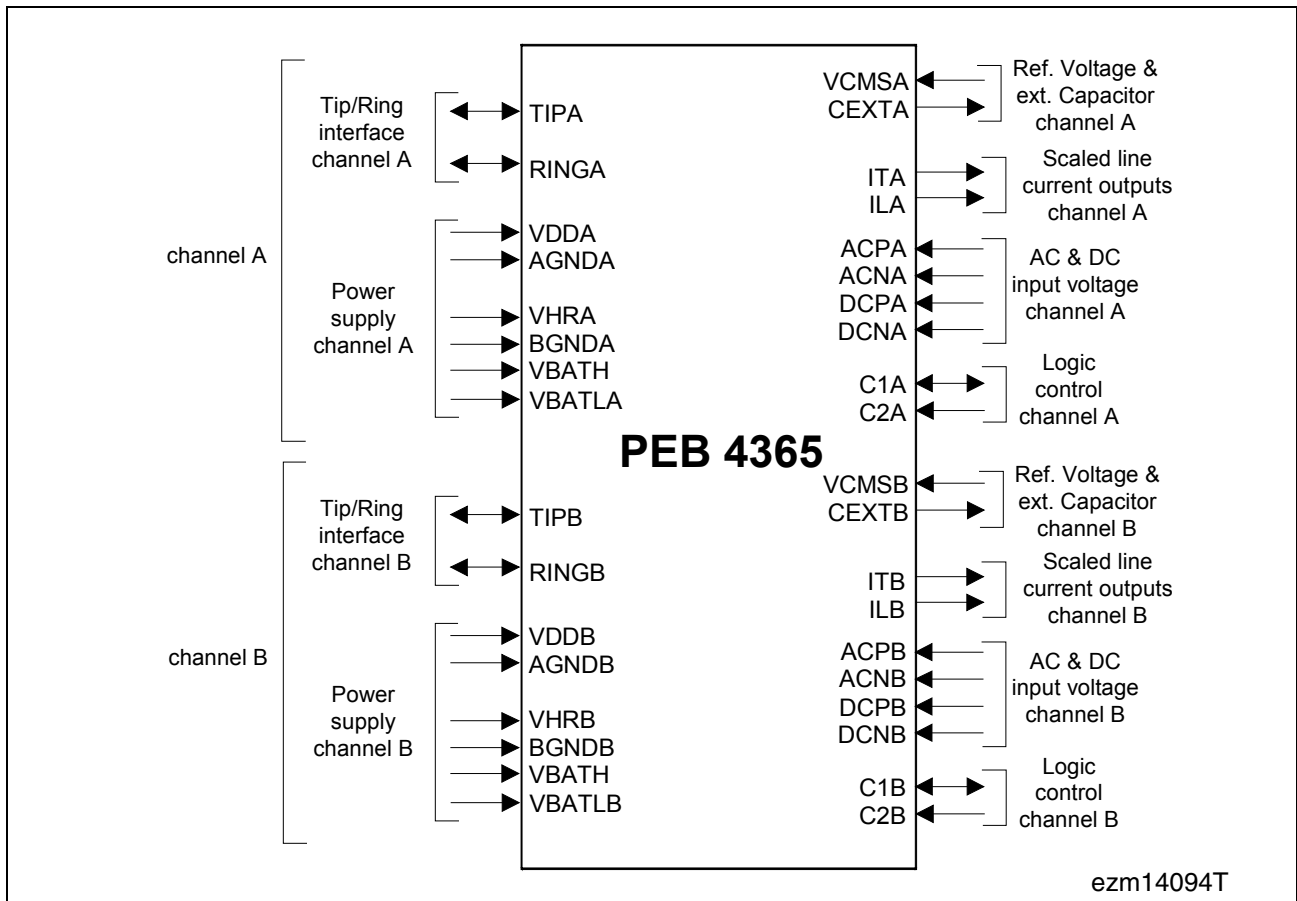 channel A
Tip/Ring
interface
channel A
TIPA
RINGA
Power
supply
channel A
VDDA
AGNDA
VHRA
BGNDA
VBATH
VBATLA
channel B
Tip/Ring
interface
channel B
TIPB
RINGB
Power
supply
channel B
VDDB
AGNDB
VHRB
BGNDB
VBATH
VBATLB
PEB 4365
VCMSA
CEXTA
Ref. Voltage &
ext. Capacitor
channel A
ITA
ILA
Scaled line
current outputs
channel A
ACPA
ACNA
DCPA
DCNA
AC & DC
input voltage
channel A
C1A
C2A
Logic
control
channel A
VCMSB
CEXTB
Ref. Voltage &
ext. Capacitor
channel B
ITB
ILB
Scaled line
current outputs
channel B
ACPB
ACNB
DCPB
DCNB
AC & DC
input voltage
channel B
C1B
C2B
Logic
control
channel B
ezm14094T